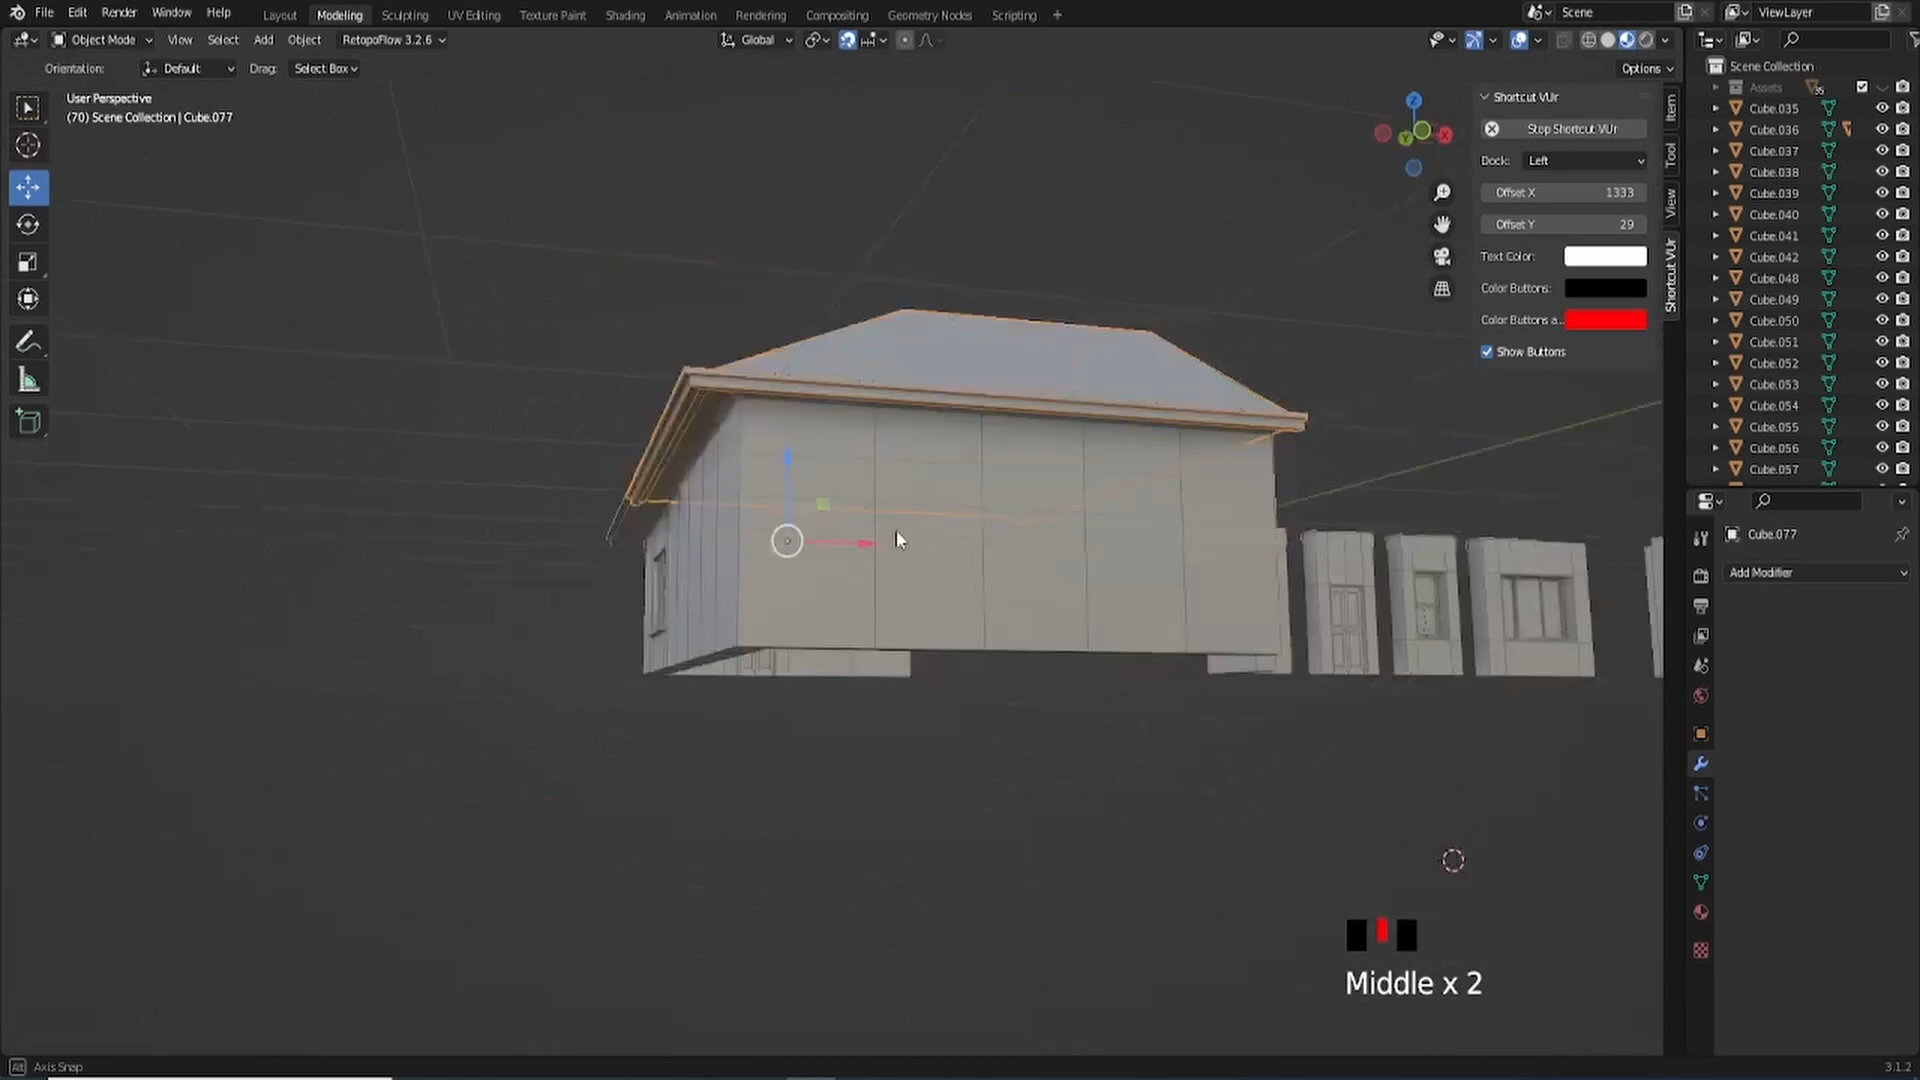 File Edit Render Window Help Layout Modeling Sculpting UV Editing Texture Paint Shading Animation Rendering Compositing Geometry Nodes Scripting + Scene ViewLayer
Object Mode View Select Add Object RetopoFlow 3.2.6 Global
Orientation: Default Drag: Select Box Options
User Perspective
(70) Scene Collection | Cube.077
Shortcut VUr
Stop Shortcut VUr
Dock: Left
Offset X 1333
Offset Y 29
Text Color:
Color Buttons:
Color Buttons a...
Show Buttons
Item
Tool
View
Shortcut VUr
Z
X
Y
Scene Collection
Assets 35
Cube.035
Cube.036
Cube.037
Cube.038
Cube.039
Cube.040
Cube.041
Cube.042
Cube.048
Cube.049
Cube.050
Cube.051
Cube.052
Cube.053
Cube.054
Cube.055
Cube.056
Cube.057
Cube.077
Add Modifier
Middle x 2
Alt Axis Snap
3.1.2